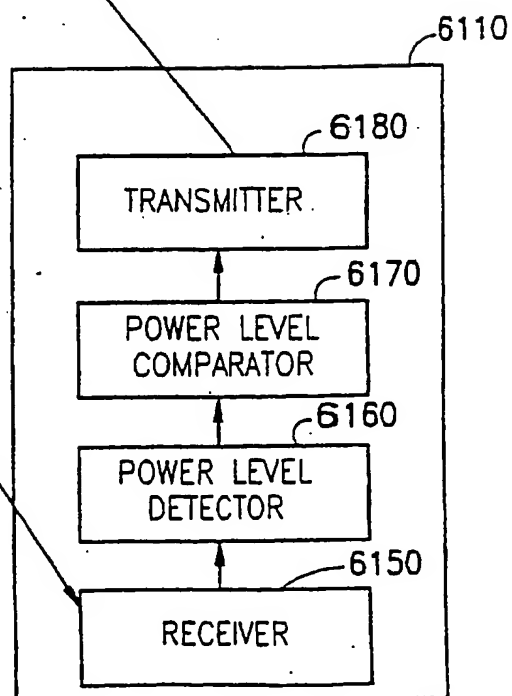 6110
6180
TRANSMITTER
6170
POWER LEVEL
COMPARATOR
6160
POWER LEVEL
DETECTOR
6150
RECEIVER